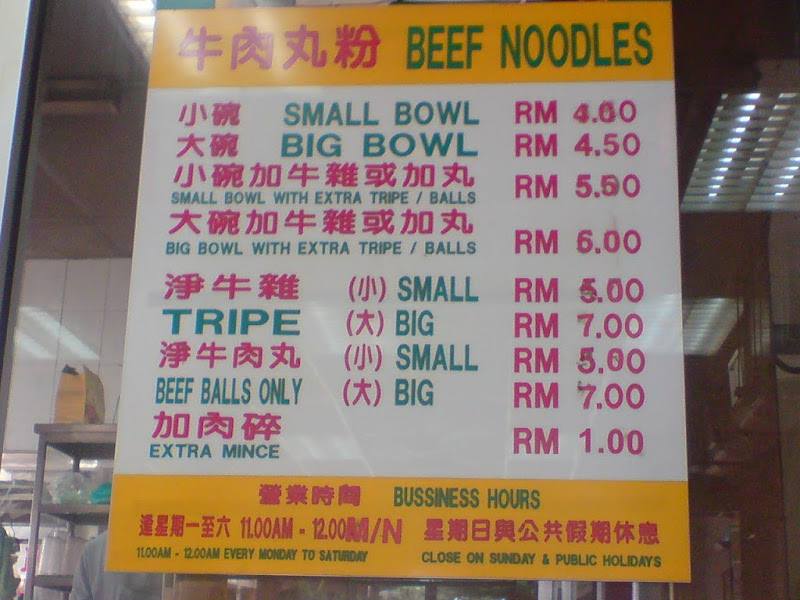 牛肉丸粉 BEEF NOODLES
小碗 SMALL BOWL RM 4.00
大碗 BIG BOWL RM 4.50
小碗加牛雜或加丸 RM 5.50
SMALL BOWL WITH EXTRA TRIPE / BALLS
大碗加牛雜或加丸
BIG BOWL WITH EXTRA TRIPE / BALLS RM 6.00
淨牛雜 (小) SMALL RM 5.00
TRIPE (大) BIG RM 7.00
淨牛肉丸 (小) SMALL RM 5.00
BEEF BALLS ONLY (大) BIG RM 7.00
加肉碎
EXTRA MINCE RM 1.00
營業時間 BUSSINESS HOURS
逢星期一至六 11.00AM - 12.00M/N 星期日與公共假期休息
11.00AM - 12.00AM EVERY MONDAY TO SATURDAY CLOSE ON SUNDAY & PUBLIC HOLIDAYS